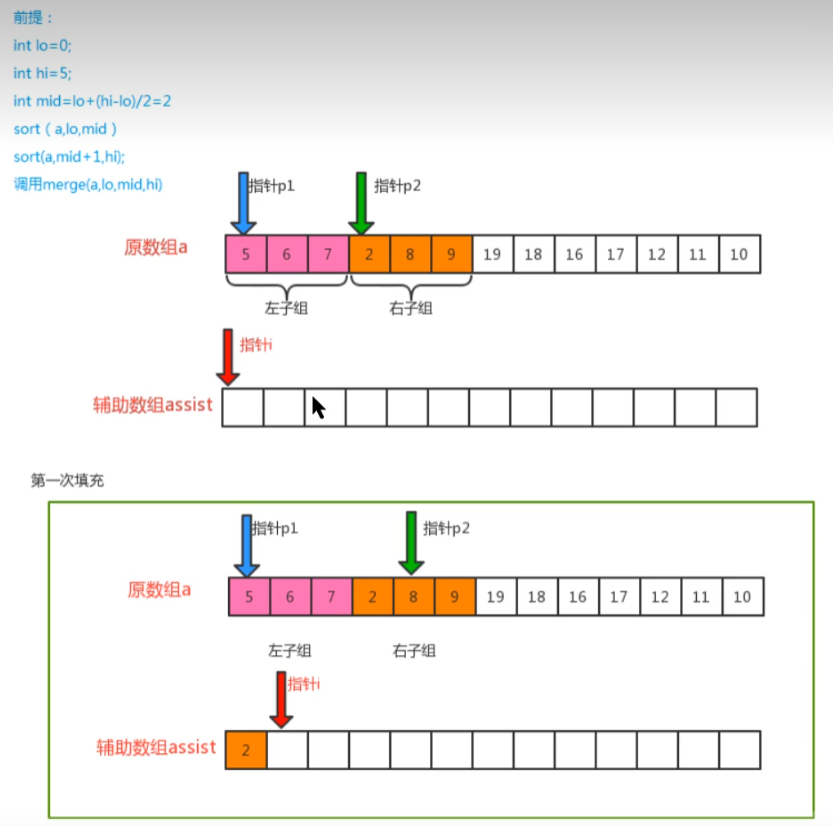 前提：
int lo=0;
int hi=5;
int mid=lo+(hi-lo)/2=2
sort（a,lo,mid）
sort(a,mid+1,hi);
调用merge(a,lo,mid,hi)
指针p1 指针p2
原数组a 5 6 7 2 8 9 19 18 16 17 12 11 10
左子组 右子组
指针i
辅助数组assist
第一次填充
指针p1 指针p2
原数组a 5 6 7 2 8 9 19 18 16 17 12 11 10
左子组 右子组
指针i
辅助数组assist 2